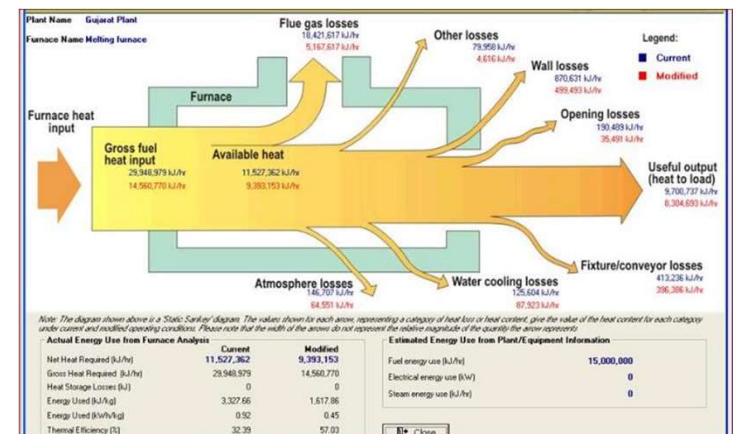 Plant Name Gujarat Plant
Furnace Name Melting furnace
Flue gas losses
18,421,617 kJ/hr
5,167,617 kJ/hr
Other losses
79,958 kJ/hr
4,616 kJ/hr
Legend:
Current
Modified
Wall losses
870,631 kJ/hr
499,493 kJ/hr
Furnace
Furnace heat
input
Opening losses
190,489 kJ/hr
35,491 kJ/hr
Gross fuel
heat input
29,948,979 kJ/hr
14,560,770 kJ/hr
Available heat
11,527,362 kJ/hr
9,393,153 kJ/hr
Useful output
(heat to load)
9,700,737 kJ/hr
8,304,693 kJ/hr
Atmosphere losses
146,707 kJ/hr
64,551 kJ/hr
Water cooling losses
125,604 kJ/hr
87,923 kJ/hr
Fixture/conveyor losses
413,236 kJ/hr
396,386 kJ/hr
Note: The diagram shown above is a 'Static Sankey' diagram. The values shown for each arrow, representing a category of heat loss or heat content, give the value of the heat content for each category
under current and modified operating conditions. Please note that the width of the arrows do not represent the relative magnitude of the quantity the arrow represents
Actual Energy Use from Furnace Analysis
Current Modified
Net Heat Required (kJ/hr) 11,527,362 9,393,153
Gross Heat Required (kJ/hr) 29,948,979 14,560,770
Heat Storage Losses (kJ) 0 0
Energy Used (kJ/kg) 3,327.66 1,617.86
Energy Used (kWh/kg) 0.92 0.45
Thermal Efficiency (%) 32.39 57.03
Estimated Energy Use from Plant/Equipment Information
Fuel energy use (kJ/hr) 15,000,000
Electrical energy use (kW) 0
Steam energy use (kJ/hr) 0
Close